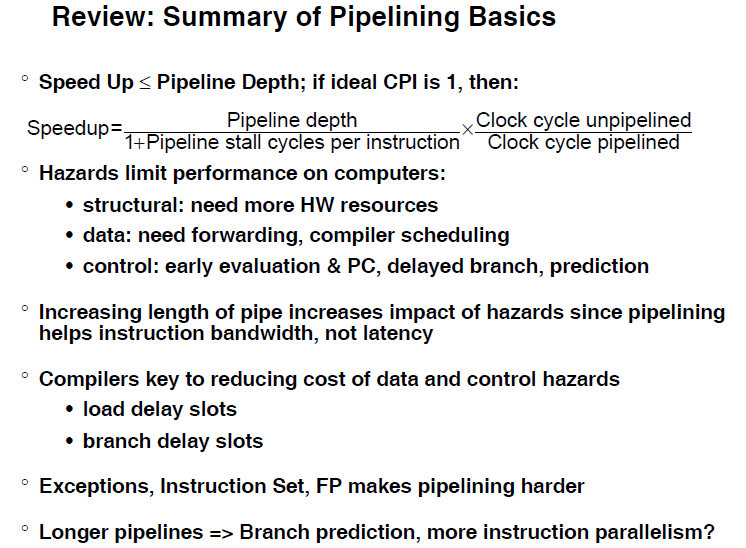 Review: Summary of Pipelining Basics
° Speed Up ≤ Pipeline Depth; if ideal CPI is 1, then:
Speedup = Pipeline depth / 1+Pipeline stall cycles per instruction × Clock cycle unpipelined / Clock cycle pipelined
° Hazards limit performance on computers:
• structural: need more HW resources
• data: need forwarding, compiler scheduling
• control: early evaluation & PC, delayed branch, prediction
° Increasing length of pipe increases impact of hazards since pipelining
helps instruction bandwidth, not latency
° Compilers key to reducing cost of data and control hazards
• load delay slots
• branch delay slots
° Exceptions, Instruction Set, FP makes pipelining harder
° Longer pipelines => Branch prediction, more instruction parallelism?